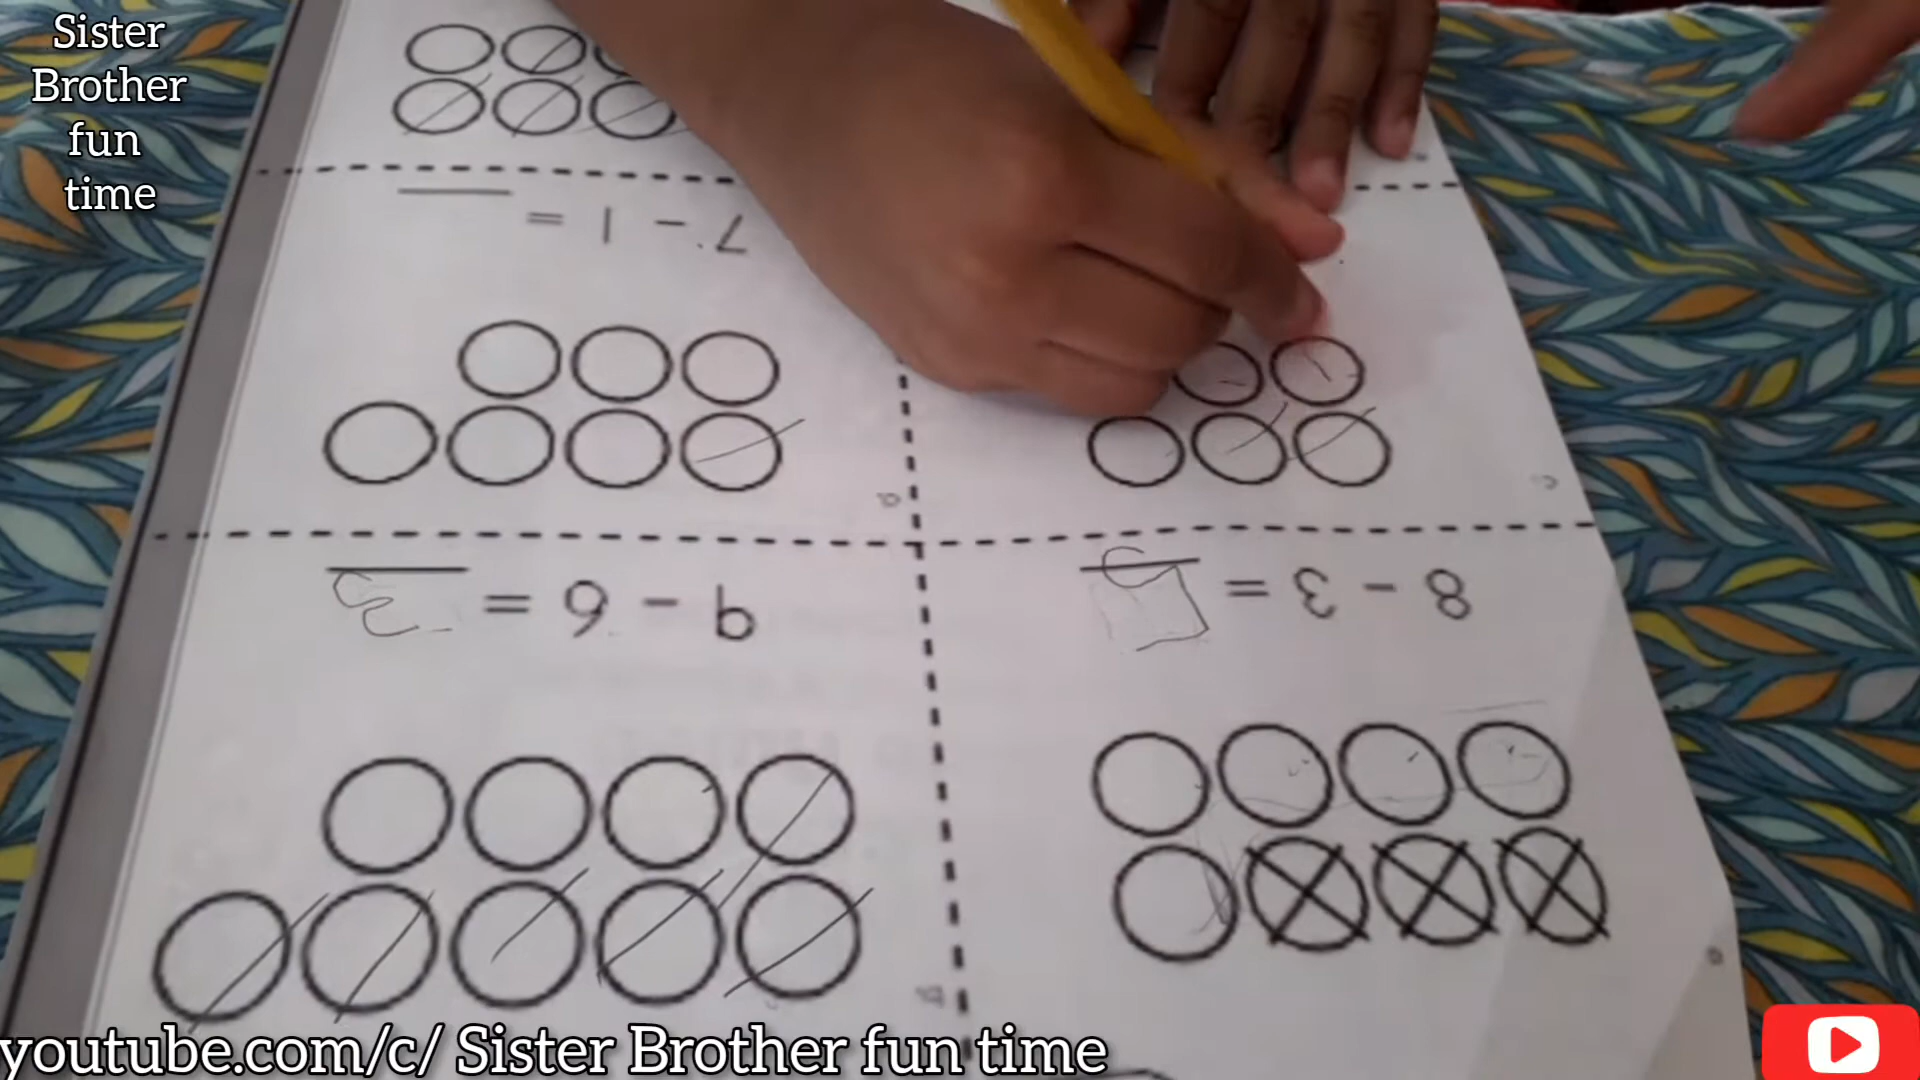 Sister
Brother
fun
time
7 - 1 =
8 - 3 = 5
9 - 6 = 3
youtube.com/c/ Sister Brother fun time